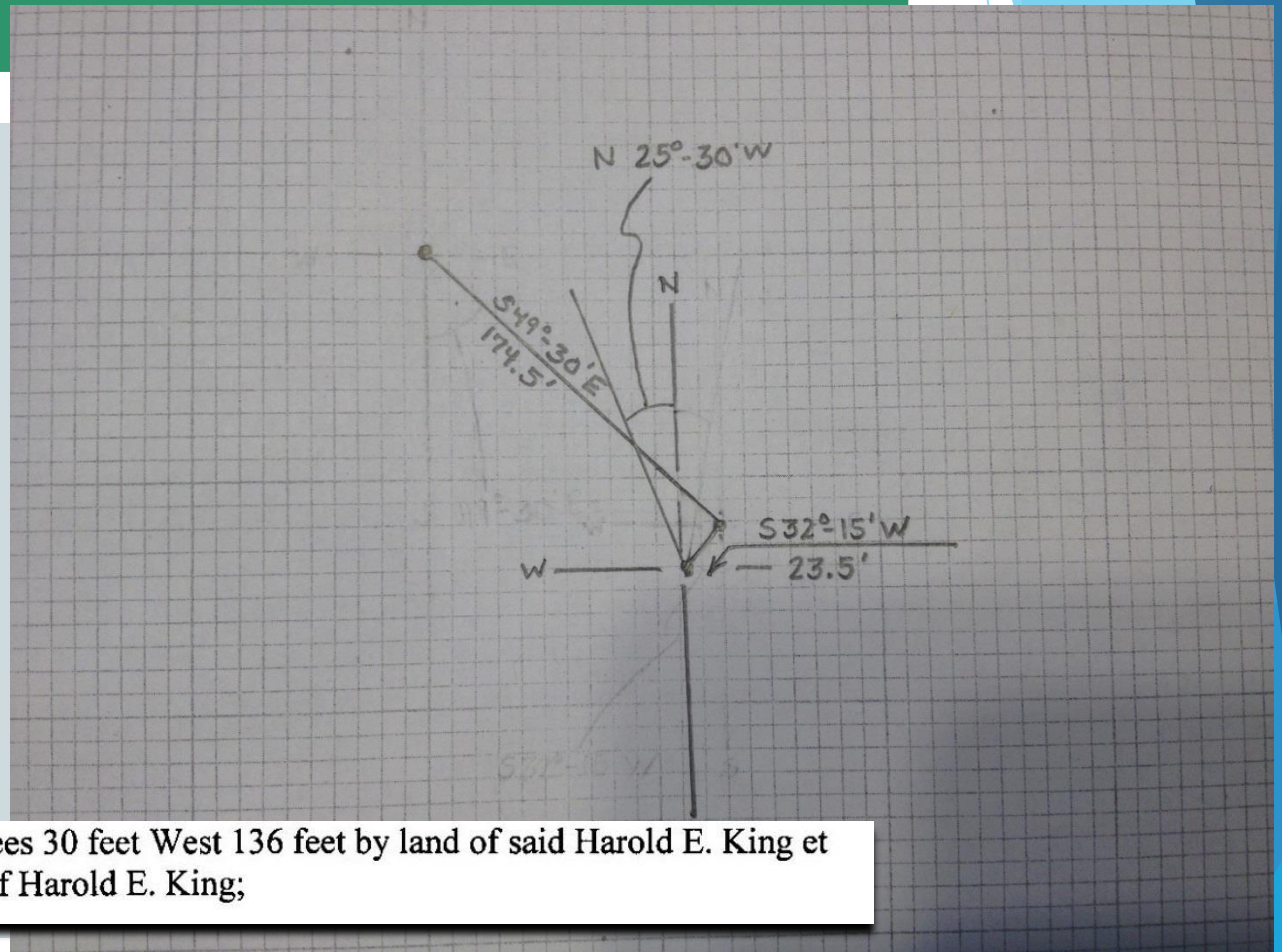 N 25°-30'W
N
S49°-30'E
174.5'
S32°-15'W
W
23.5'
30 feet West 136 feet by land of said Harold E. King et
Harold E. King;